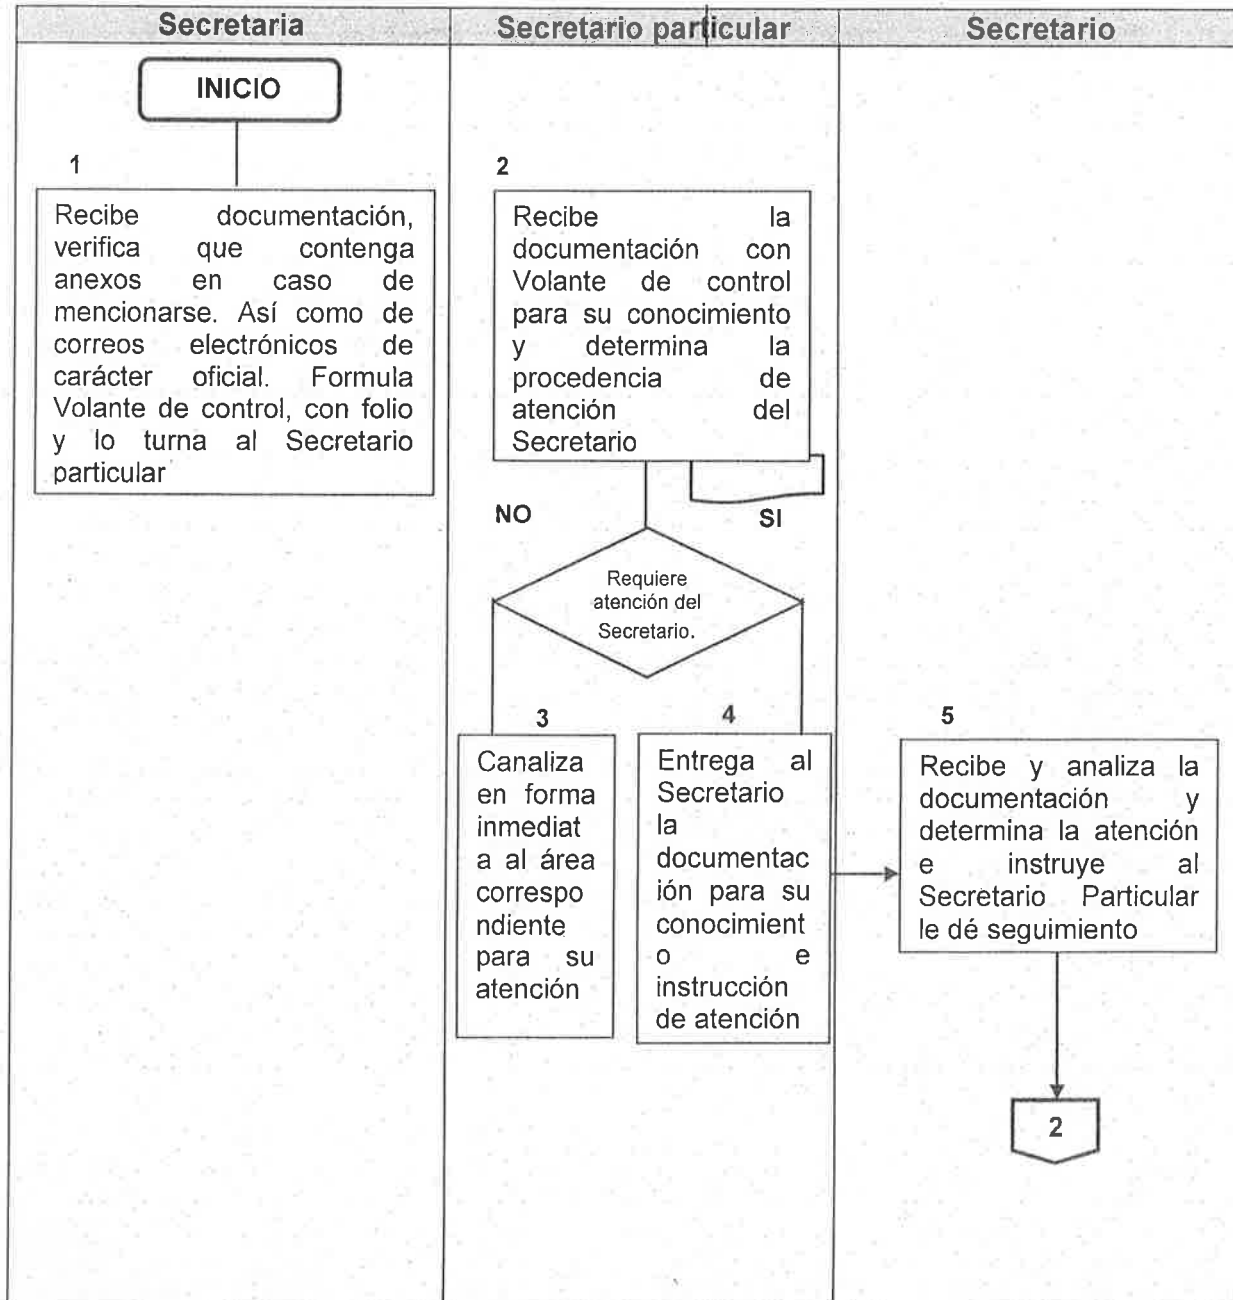 Secretaria
Secretario particular
Secretario
INICIO
1
Recibe documentación,
verifica que contenga
anexos en caso de
mencionarse. Así como de
correos electrónicos de
carácter oficial. Formula
Volante de control, con folio
y lo turna al Secretario
particular
2
Recibe la
documentación con
Volante de control
para su conocimiento
y determina la
procedencia de
atención del
Secretario
NO
SI
Requiere
atención del
Secretario.
3
Canaliza
en forma
inmediat
a al área
correspo
ndiente
para su
atención
4
Entrega al
Secretario
la
documentac
ión para su
conocimient
o e
instrucción
de atención
5
Recibe y analiza la
documentación y
determina la atención
e instruye al
Secretario Particular
le dé seguimiento
2